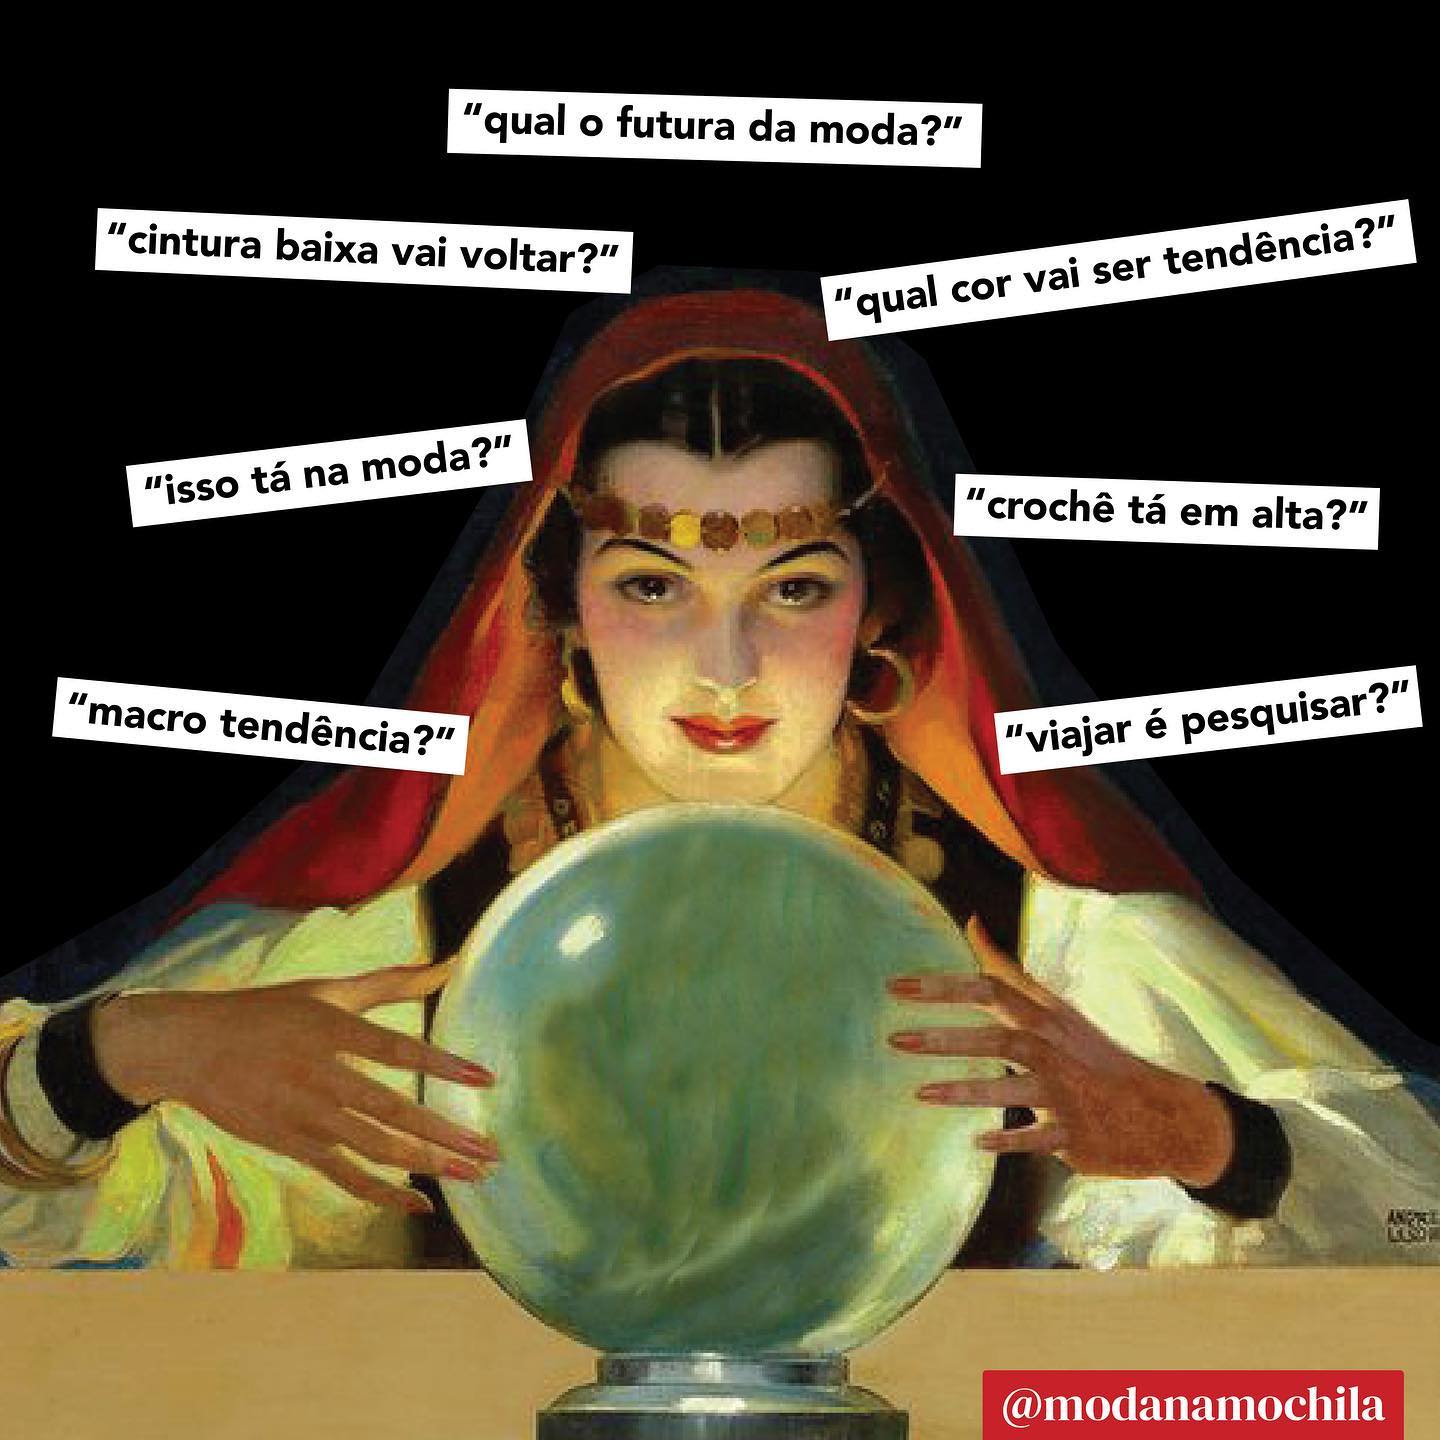 “qual o futura da moda?”
“cintura baixa vai voltar?”
“qual cor vai ser tendência?”
“isso tá na moda?”
“crochê tá em alta?”
“macro tendência?”
“viajar é pesquisar?”
@modanamochila